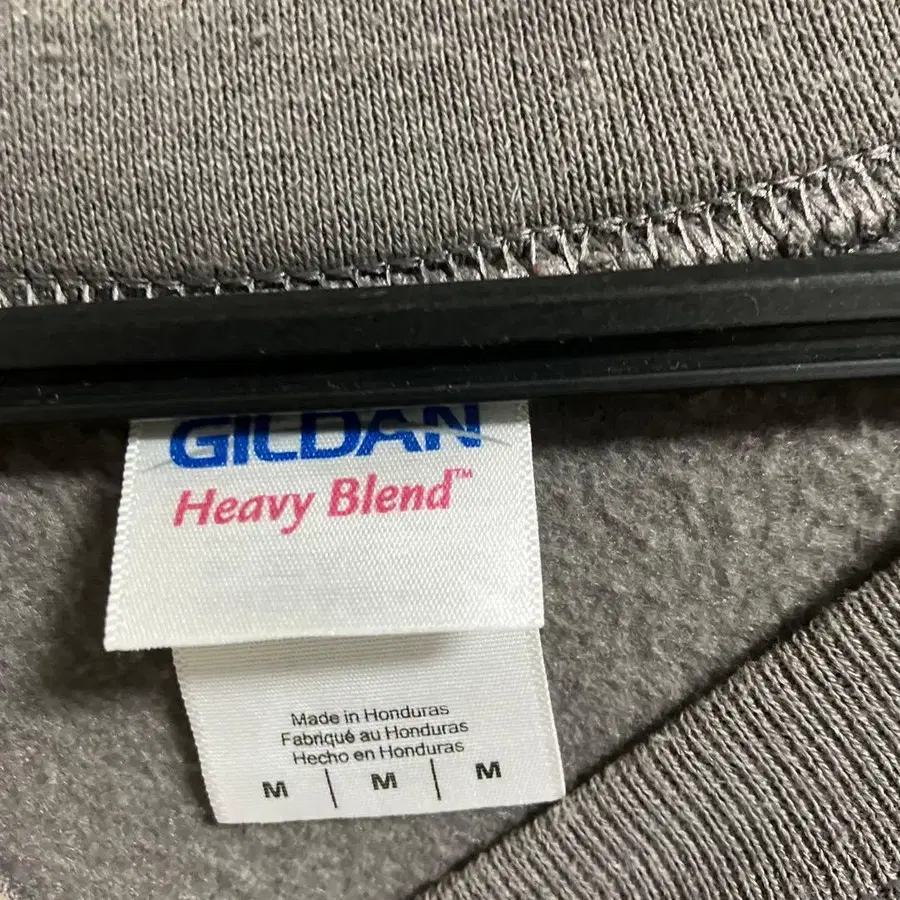 GILDAN
Heavy Blend™
Made in Honduras
Fabriqué au Honduras
Hecho en Honduras
M | M | M